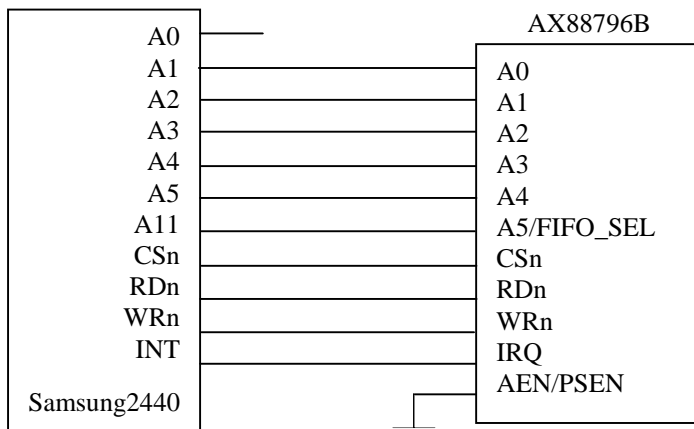 AX88796B
A0
A1
A2
A3
A4
A5
A11
CSn
RDn
WRn
INT
Samsung2440
A0
A1
A2
A3
A4
A5/FIFO_SEL
CSn
RDn
WRn
IRQ
AEN/PSEN